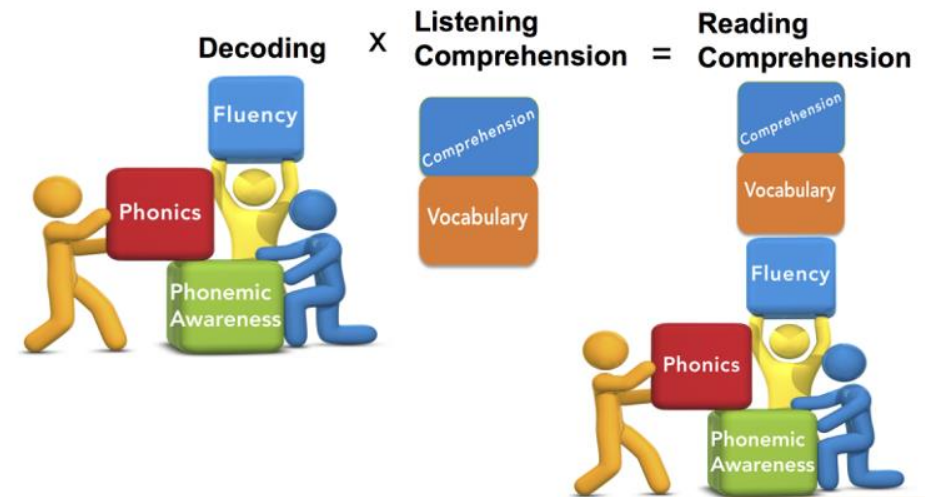 Decoding
x
Listening
Comprehension
=
Reading
Comprehension
Fluency
Phonics
Phonemic
Awareness
Comprehension
Vocabulary
Comprehension
Vocabulary
Fluency
Phonics
Phonemic
Awareness